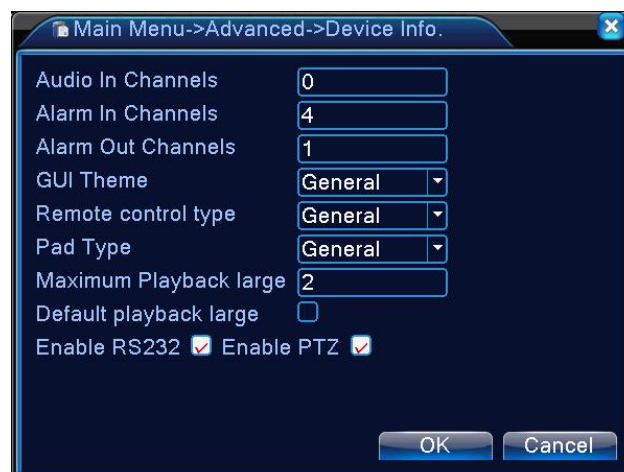 Main Menu->Advanced->Device Info.
Audio In Channels 0
Alarm In Channels 4
Alarm Out Channels 1
GUI Theme General
Remote control type General
Pad Type General
Maximum Playback large 2
Default playback large
Enable RS232 Enable PTZ
OK Cancel